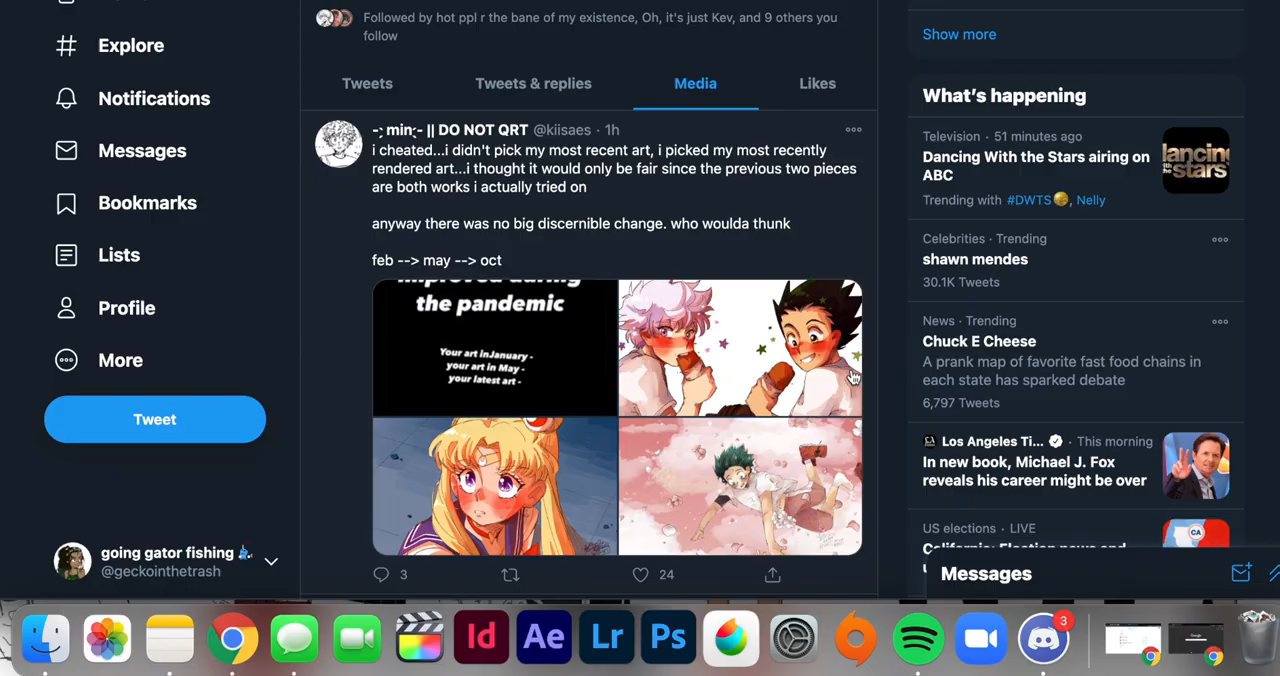 Followed by hot ppl r the bane of my existence, Oh, it's just Kev, and 9 others you
follow
Explore
Notifications
Messages
Bookmarks
Lists
Profile
More
Tweet
going gator fishing
@geckointhetrash
Tweets
Tweets & replies
Media
Likes
-҉ min҉- || DO NOT QRT @kiisaes · 1h
i cheated...i didn't pick my most recent art, i picked my most recently
rendered art...i thought it would only be fair since the previous two pieces
are both works i actually tried on
anyway there was no big discernible change. who woulda thunk
feb --> may --> oct
improved during
the pandemic
Your art inJanuary -
your art in May -
your latest art -
3
24
Show more
What's happening
Television · 51 minutes ago
Dancing With the Stars airing on
ABC
Trending with #DWTS, Nelly
Celebrities · Trending
shawn mendes
30.1K Tweets
News · Trending
Chuck E Cheese
A prank map of favorite fast food chains in
each state has sparked debate
6,797 Tweets
Los Angeles Ti... · This morning
In new book, Michael J. Fox
reveals his career might be over
US elections · LIVE
California: Election news and
Messages
Id
Ae
Lr
Ps
3